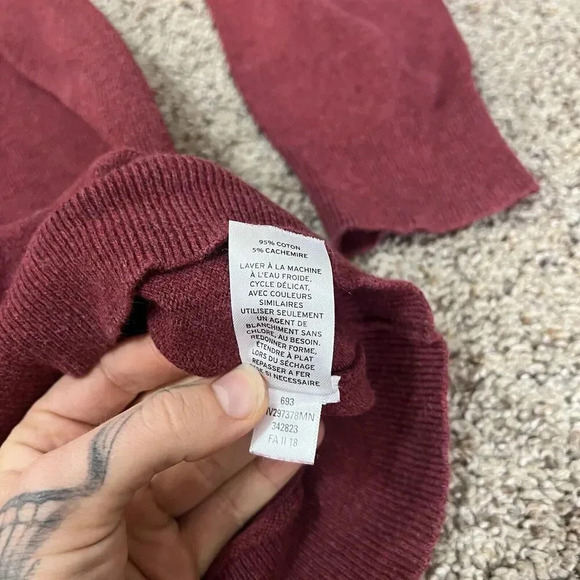 95% COTON
5% CACHEMIRE
LAVER À LA MACHINE
À L'EAU FROIDE,
CYCLE DÉLICAT,
AVEC COULEURS
SIMILAIRES
UTILISER SEULEMENT
UN AGENT DE
BLANCHIMENT SANS
CHLORE, AU BESOIN.
REDONNER FORME,
ÉTENDRE À PLAT
LORS DU SÉCHAGE
REPASSER À FER
SI NÉCESSAIRE
693
V297378MN
342823
FA II 18